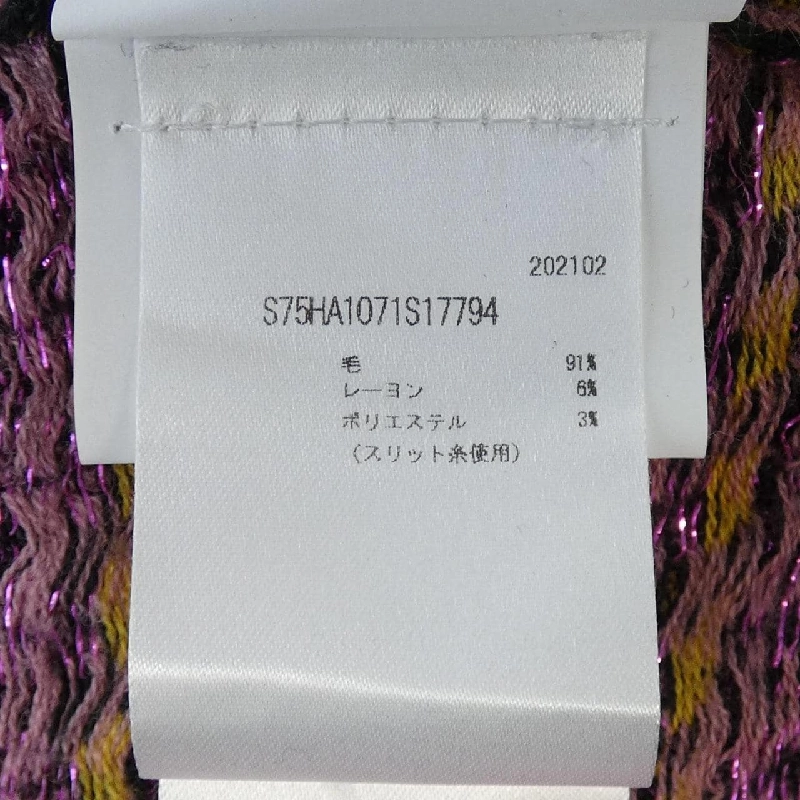 202102
S75HA1071S17794
毛 91%
レーヨン 6%
ポリエステル 3%
(スリット糸使用)